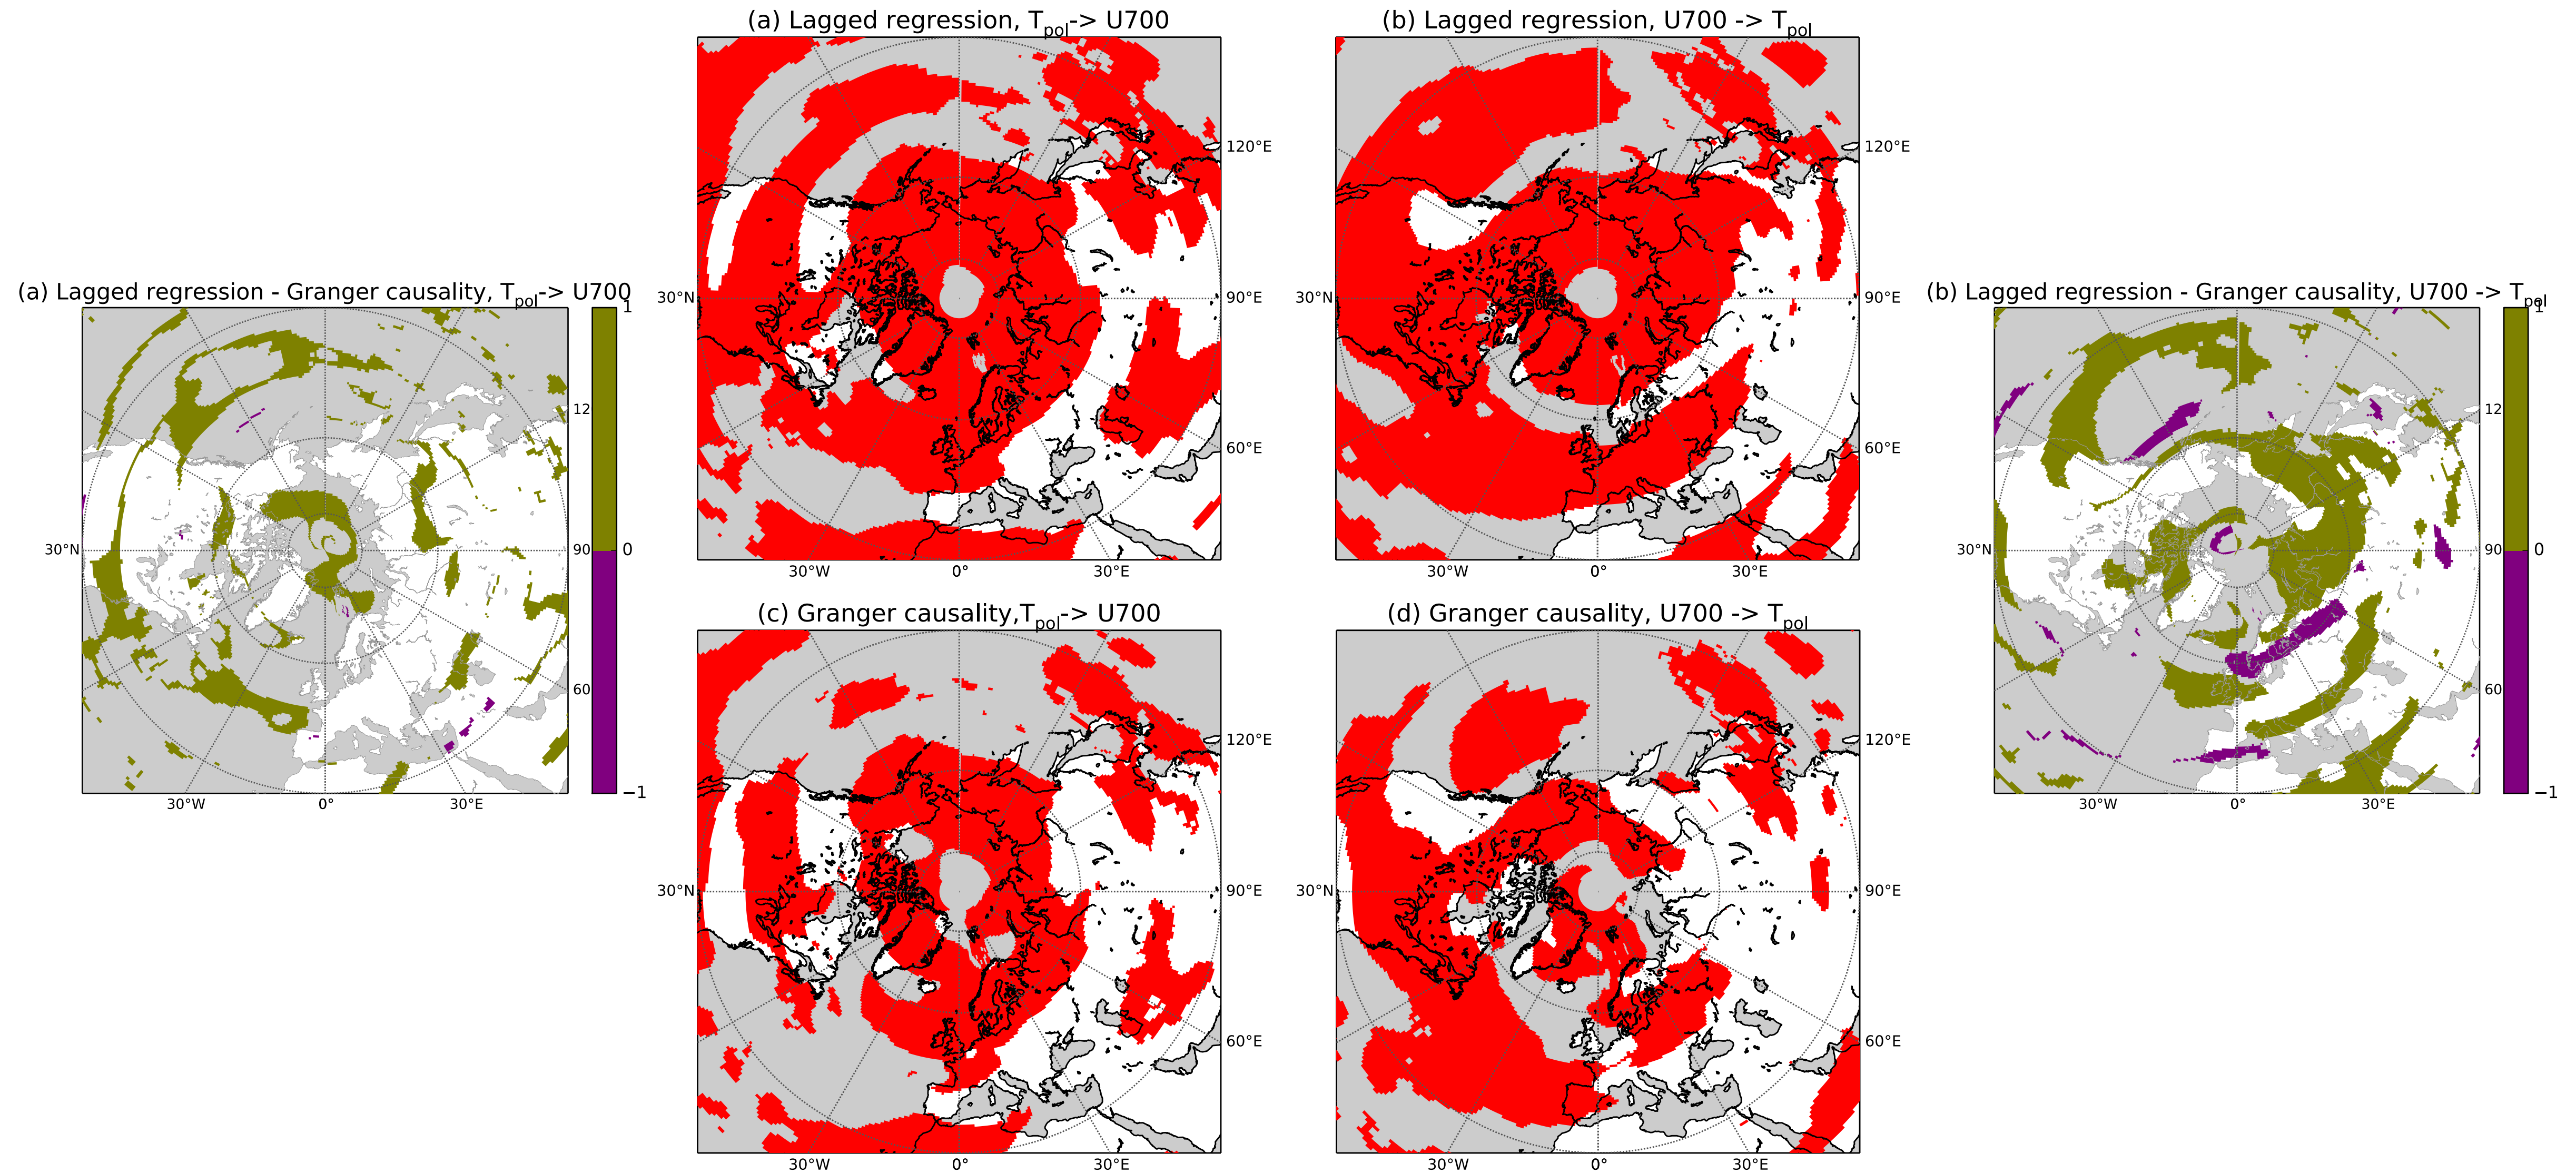 (a) Lagged regression, Tpol-> U700
(b) Lagged regression, U700 -> Tpol
120°E
120°E
30°N
90°E
30°N
90°E
60°E
60°E
30°W
0°
30°E
30°W
0°
30°E
(a) Lagged regression - Granger causality, Tpol-> U700
1
12
30°N
90
0
60
−1
30°W
0°
30°E
(b) Lagged regression - Granger causality, U700 -> Tpol
1
12
30°N
90
0
60
−1
30°W
0°
30°E
(c) Granger causality,Tpol-> U700
(d) Granger causality, U700 -> Tpol
120°E
120°E
30°N
90°E
30°N
90°E
60°E
60°E
30°W
0°
30°E
30°W
0°
30°E